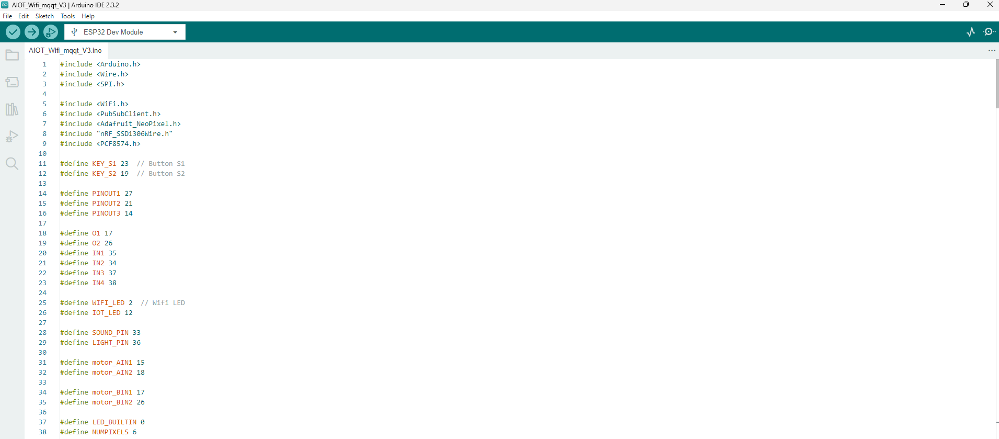 AIOT_Wifi_mqqt_V3 | Arduino IDE 2.3.2
File Edit Sketch Tools Help
ESP32 Dev Module
AIOT_Wifi_mqqt_V3.ino
1 #include <Arduino.h>
2 #include <Wire.h>
3 #include <SPI.h>
4
5 #include <WiFi.h>
6 #include <PubSubClient.h>
7 #include <Adafruit_NeoPixel.h>
8 #include "nRF_SSD1306Wire.h"
9 #include <PCF8574.h>
10
11 #define KEY_S1 23 // Button S1
12 #define KEY_S2 19 // Button S2
13
14 #define PINOUT1 27
15 #define PINOUT2 21
16 #define PINOUT3 14
17
18 #define O1 17
19 #define O2 26
20 #define IN1 35
21 #define IN2 34
22 #define IN3 37
23 #define IN4 38
24
25 #define WIFI_LED 2 // Wifi LED
26 #define IOT_LED 12
27
28 #define SOUND_PIN 33
29 #define LIGHT_PIN 36
30
31 #define motor_AIN1 15
32 #define motor_AIN2 18
33
34 #define motor_BIN1 17
35 #define motor_BIN2 26
36
37 #define LED_BUILTIN 0
38 #define NUMPIXELS 6